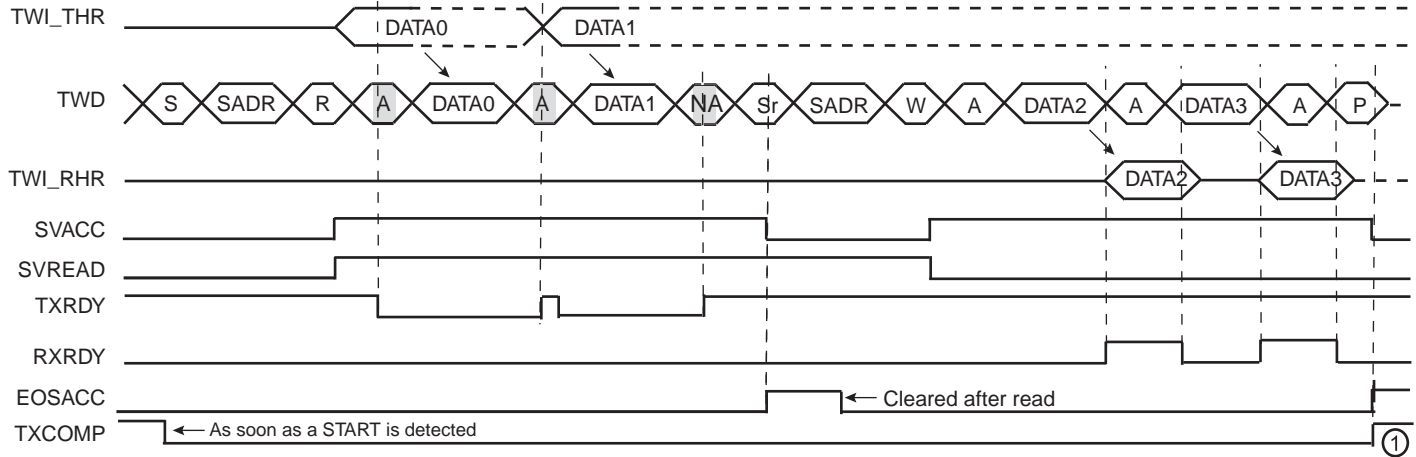 TWI_THR DATA0 DATA1
TWD S SADR R A DATA0 A DATA1 NA Sr SADR W A DATA2 A DATA3 A P
TWI_RHR DATA2 DATA3
SVACC
SVREAD
TXRDY
RXRDY
EOSACC Cleared after read
TXCOMP As soon as a START is detected 1